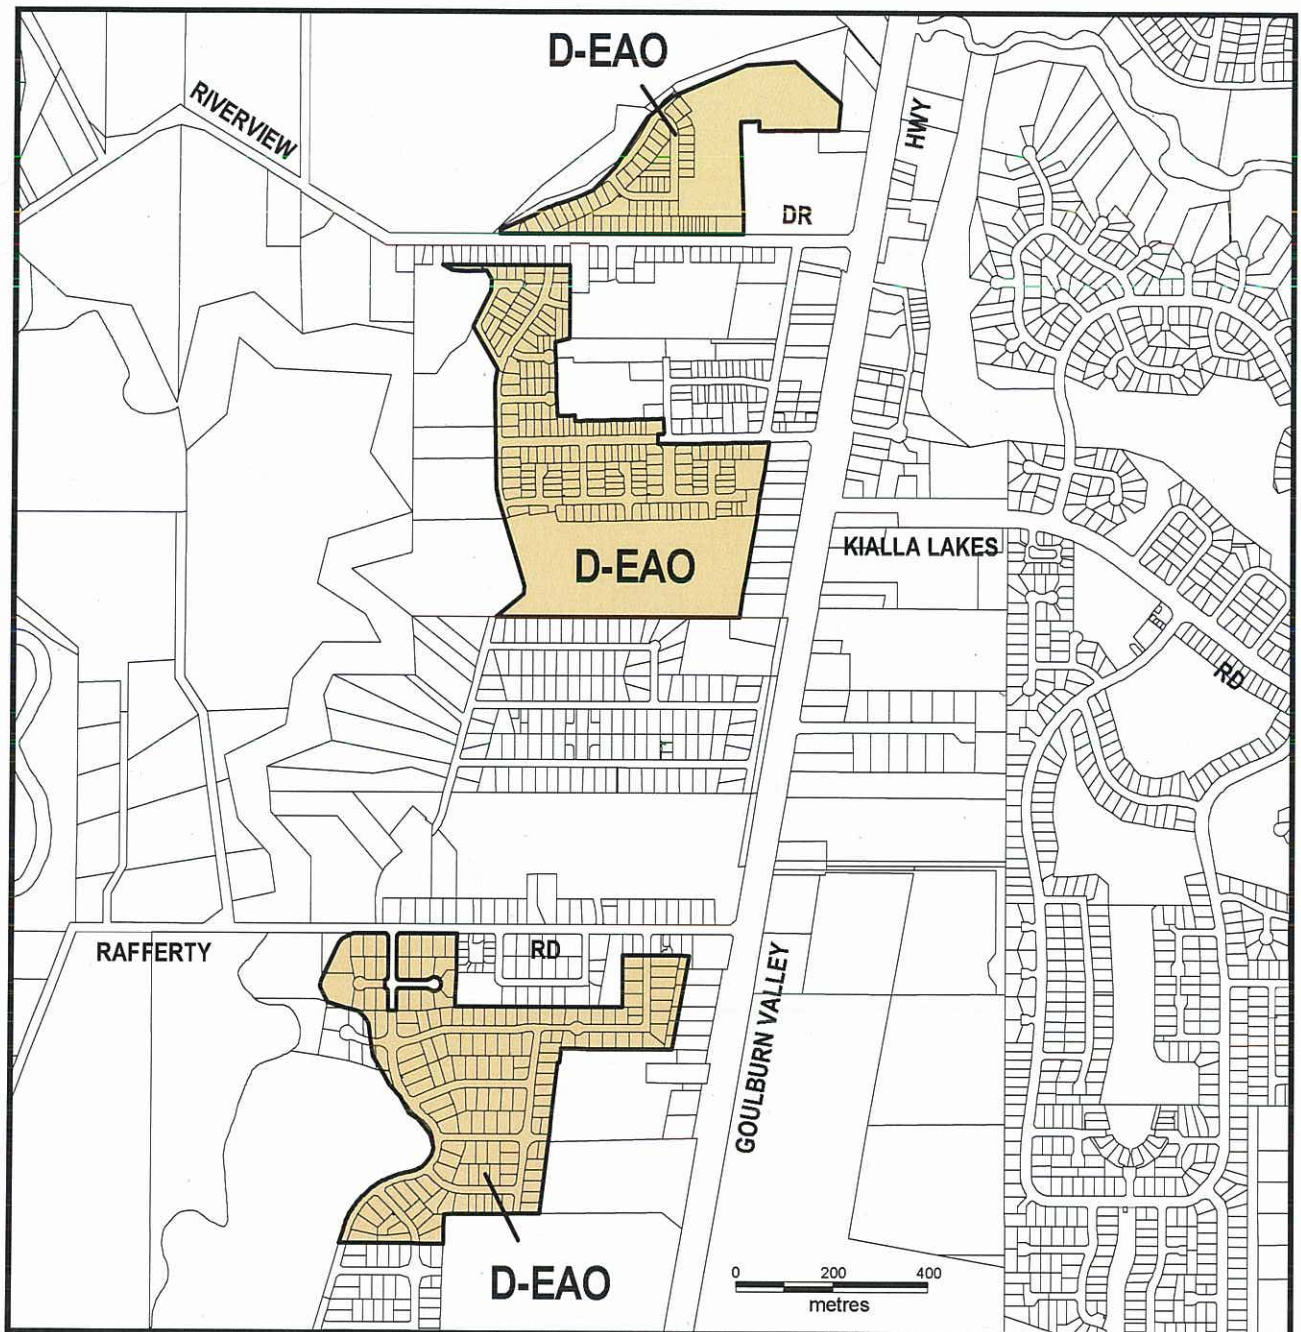 D-EAO
RIVERVIEW
HWY
DR
KIALLA LAKES
D-EAO
RD
RAFFERTY
RD
GOULBURN VALLEY
D-EAO
0 200 400
metres